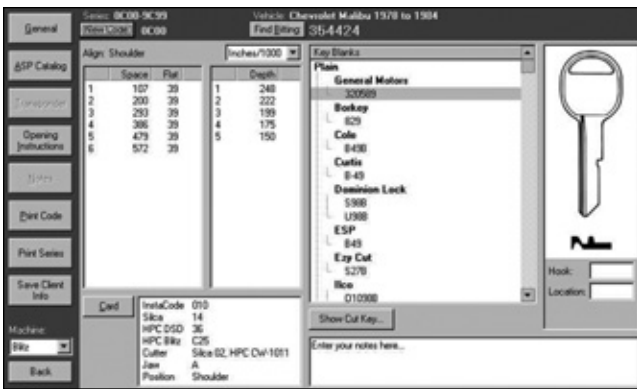 General
ASP Catalog
Transponder
Opening Instructions
Notes
Print Code
Print Series
Save Client Info
Machine:
Blitz
Back
Series: 0C00-9C99
Vehicle: Chevrolet Malibu 1978 to 1984
New Code 0C00
Find Bitting 354424
Align: Shoulder
Inches/1000
Space Flat
1 107 39
2 200 39
3 293 39
4 386 39
5 479 39
6 572 39
Depth
1 248
2 222
3 199
4 175
5 150
Card
InstaCode 010
Silca 14
HPC DSD 36
HPC Blitz C25
Cutter Silca 02, HPC CW-1011
Jaw A
Position Shoulder
Key Blanks
Plain
General Motors
320589
Borkey
829
Cole
B49B
Curtis
B-49
Dominion Lock
S98B
U98B
ESP
B49
Ezy Cut
S27B
Ilco
O1098B
Show Cut Key...
Enter your notes here...
Hook:
Location: